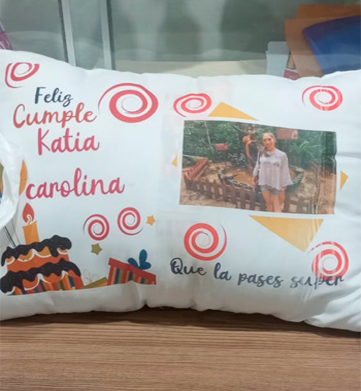 Feliz
Cumple
Katia
carolina
Que la pases super